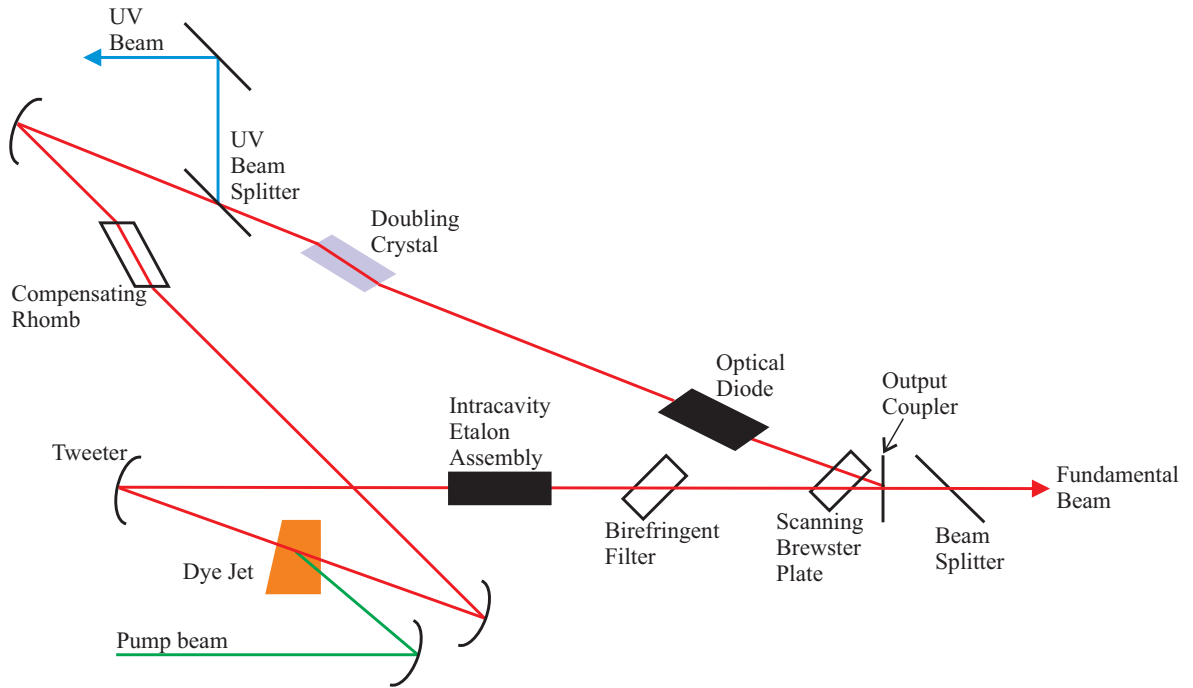 UV
Beam
UV
Beam
Splitter
Doubling
Crystal
Compensating
Rhomb
Optical
Diode
Output
Coupler
Intracavity
Etalon
Assembly
Tweeter
Fundamental
Beam
Birefringent
Filter
Scanning
Brewster
Plate
Beam
Splitter
Dye Jet
Pump beam